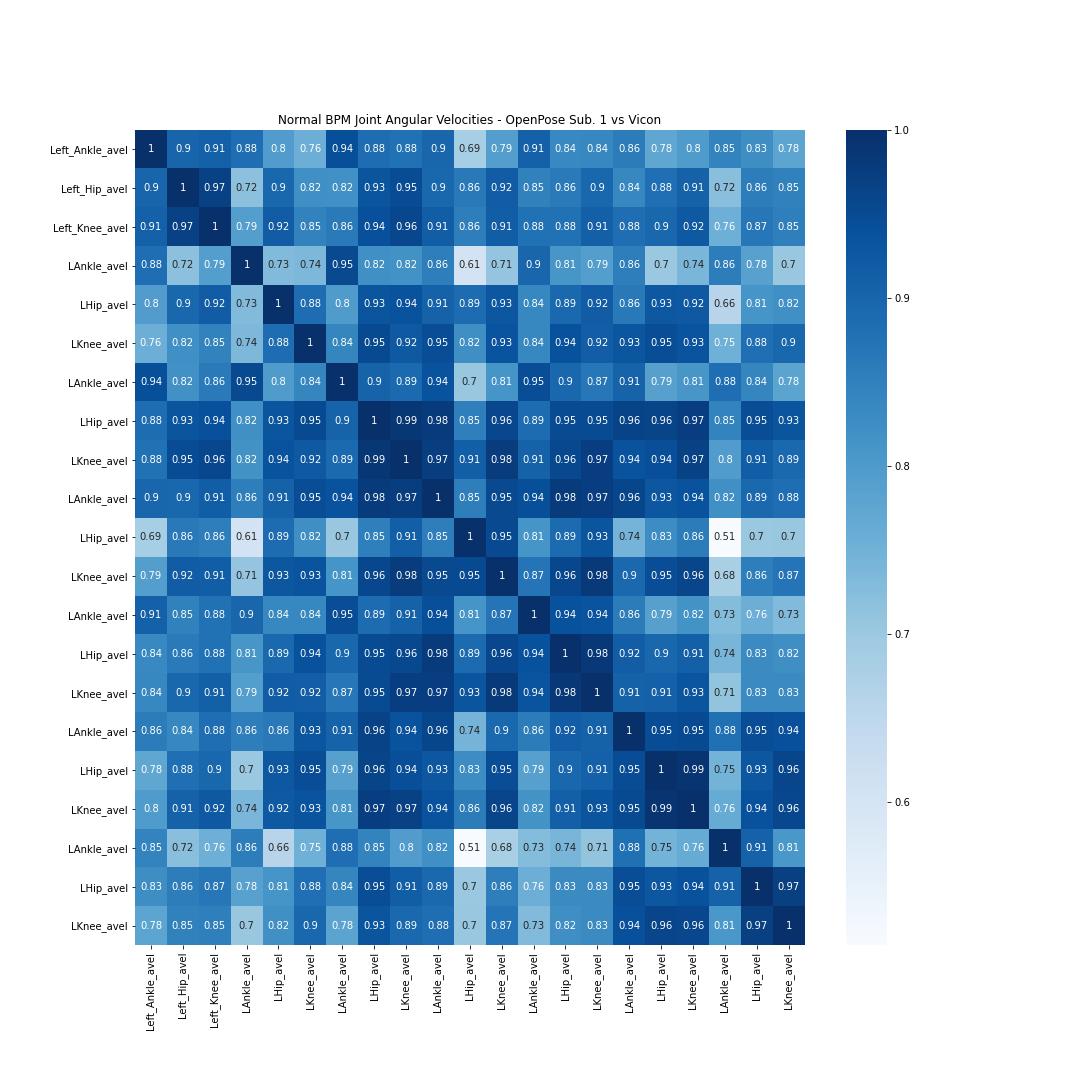 Normal BPM Joint Angular Velocities - OpenPose Sub. 1 vs Vicon
Left_Ankle_avel 1 0.9 0.91 0.88 0.8 0.76 0.94 0.88 0.88 0.9 0.69 0.79 0.91 0.84 0.84 0.86 0.78 0.8 0.85 0.83 0.78
Left_Hip_avel 0.9 1 0.97 0.72 0.9 0.82 0.82 0.93 0.95 0.9 0.86 0.92 0.85 0.86 0.9 0.84 0.88 0.91 0.72 0.86 0.85
Left_Knee_avel 0.91 0.97 1 0.79 0.92 0.85 0.86 0.94 0.96 0.91 0.86 0.91 0.88 0.88 0.91 0.88 0.9 0.92 0.76 0.87 0.85
LAnkle_avel 0.88 0.72 0.79 1 0.73 0.74 0.95 0.82 0.82 0.86 0.61 0.71 0.9 0.81 0.79 0.86 0.7 0.74 0.86 0.78 0.7
LHip_avel 0.8 0.9 0.92 0.73 1 0.88 0.8 0.93 0.94 0.91 0.89 0.93 0.84 0.89 0.92 0.86 0.93 0.92 0.66 0.81 0.82
LKnee_avel 0.76 0.82 0.85 0.74 0.88 1 0.84 0.95 0.92 0.95 0.82 0.93 0.84 0.94 0.92 0.93 0.95 0.93 0.75 0.88 0.9
LAnkle_avel 0.94 0.82 0.86 0.95 0.8 0.84 1 0.9 0.89 0.94 0.7 0.81 0.95 0.9 0.87 0.91 0.79 0.81 0.88 0.84 0.78
LHip_avel 0.88 0.93 0.94 0.82 0.93 0.95 0.9 1 0.99 0.98 0.85 0.96 0.89 0.95 0.95 0.96 0.96 0.97 0.85 0.95 0.93
LKnee_avel 0.88 0.95 0.96 0.82 0.94 0.92 0.89 0.99 1 0.97 0.91 0.98 0.91 0.96 0.97 0.94 0.94 0.97 0.8 0.91 0.89
LAnkle_avel 0.9 0.9 0.91 0.86 0.91 0.95 0.94 0.98 0.97 1 0.85 0.95 0.94 0.98 0.97 0.96 0.93 0.94 0.82 0.89 0.88
LHip_avel 0.69 0.86 0.86 0.61 0.89 0.82 0.7 0.85 0.91 0.85 1 0.95 0.81 0.89 0.93 0.74 0.83 0.86 0.51 0.7 0.7
LKnee_avel 0.79 0.92 0.91 0.71 0.93 0.93 0.81 0.96 0.98 0.95 0.95 1 0.87 0.96 0.98 0.9 0.95 0.96 0.68 0.86 0.87
LAnkle_avel 0.91 0.85 0.88 0.9 0.84 0.84 0.95 0.89 0.91 0.94 0.81 0.87 1 0.94 0.94 0.86 0.79 0.82 0.73 0.76 0.73
LHip_avel 0.84 0.86 0.88 0.81 0.89 0.94 0.9 0.95 0.96 0.98 0.89 0.96 0.94 1 0.98 0.92 0.9 0.91 0.74 0.83 0.82
LKnee_avel 0.84 0.9 0.91 0.79 0.92 0.92 0.87 0.95 0.97 0.97 0.93 0.98 0.94 0.98 1 0.91 0.91 0.93 0.71 0.83 0.83
LAnkle_avel 0.86 0.84 0.88 0.86 0.86 0.93 0.91 0.96 0.94 0.96 0.74 0.9 0.86 0.92 0.91 1 0.95 0.95 0.88 0.95 0.94
LHip_avel 0.78 0.88 0.9 0.7 0.93 0.95 0.79 0.96 0.94 0.93 0.83 0.95 0.79 0.9 0.91 0.95 1 0.99 0.75 0.93 0.96
LKnee_avel 0.8 0.91 0.92 0.74 0.92 0.93 0.81 0.97 0.97 0.94 0.86 0.96 0.82 0.91 0.93 0.95 0.99 1 0.76 0.94 0.96
LAnkle_avel 0.85 0.72 0.76 0.86 0.66 0.75 0.88 0.85 0.8 0.82 0.51 0.68 0.73 0.74 0.71 0.88 0.75 0.76 1 0.91 0.81
LHip_avel 0.83 0.86 0.87 0.78 0.81 0.88 0.84 0.95 0.91 0.89 0.7 0.86 0.76 0.83 0.83 0.95 0.93 0.94 0.91 1 0.97
LKnee_avel 0.78 0.85 0.85 0.7 0.82 0.9 0.78 0.93 0.89 0.88 0.7 0.87 0.73 0.82 0.83 0.94 0.96 0.96 0.81 0.97 1
Left_Ankle_avel Left_Hip_avel Left_Knee_avel LAnkle_avel LHip_avel LKnee_avel LAnkle_avel LHip_avel LKnee_avel LAnkle_avel LHip_avel LKnee_avel LAnkle_avel LHip_avel LKnee_avel LAnkle_avel LHip_avel LKnee_avel LAnkle_avel LHip_avel LKnee_avel
1.0
0.9
0.8
0.7
0.6